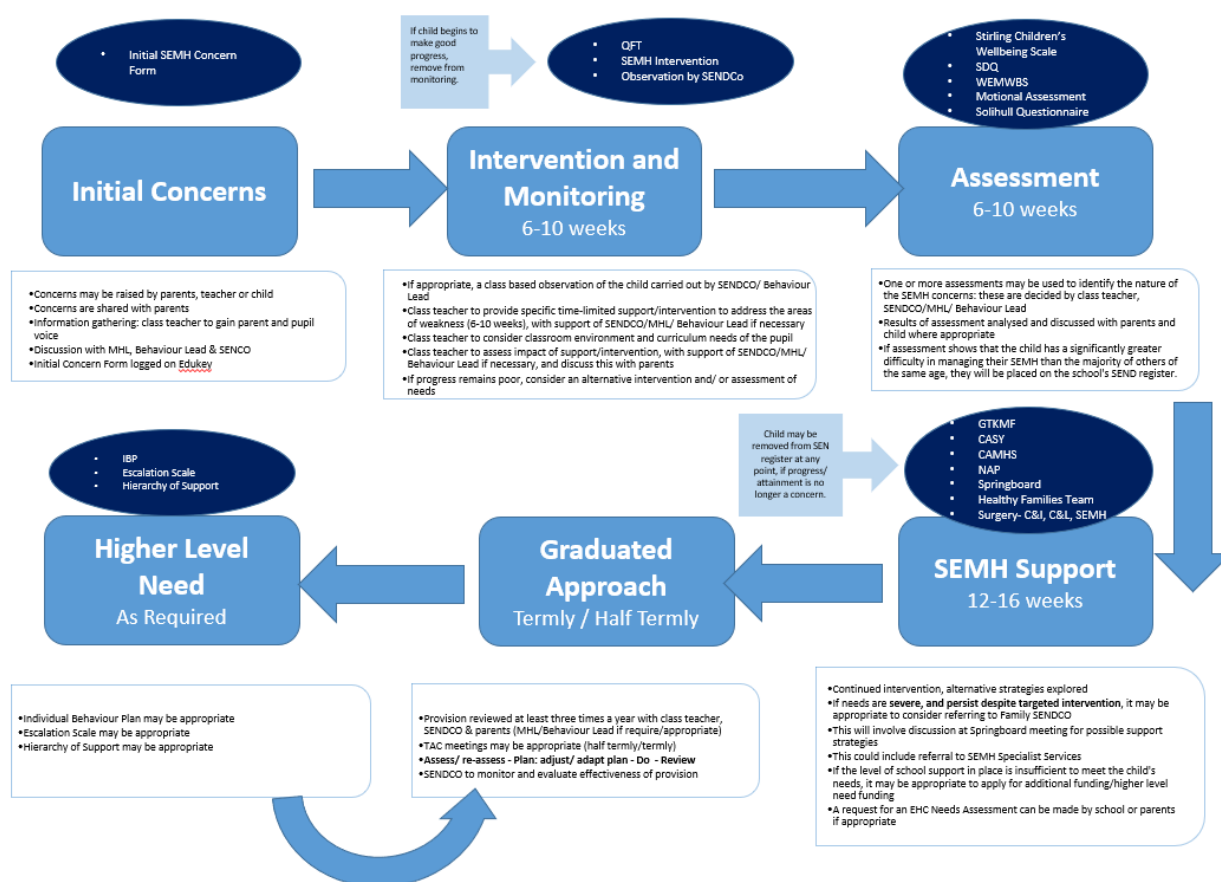 • Initial SEMH Concern
Form
If child begins to
make good
progress,
remove from
monitoring.
▪ QFT
▪ SEMH Intervention
▪ Observation by SENDCo
▪ Stirling Children's
Wellbeing Scale
▪ SDQ
▪ WEMWBS
▪ Motional Assessment
▪ Solihull Questionnaire
Initial Concerns
Intervention and
Monitoring
6-10 weeks
Assessment
6-10 weeks
•Concerns may be raised by parents, teacher or child
•Concerns are shared with parents
•Information gathering: class teacher to gain parent and pupil
voice
•Discussion with MHL, Behaviour Lead & SENCO
•Initial Concern Form logged on Edukey
•If appropriate, a class based observation of the child carried out by SENDCO/ Behaviour
Lead
•Class teacher to provide specific time-limited support/intervention to address the areas
of weakness (6-10 weeks), with support of SENDCO/MHL/ Behaviour Lead if necessary
•Class teacher to consider classroom environment and curriculum needs of the pupil
•Class teacher to assess impact of support/intervention, with support of SENDCO/MHL/
Behaviour Lead if necessary, and discuss this with parents
•If progress remains poor, consider an alternative intervention and/ or assessment of
needs
•One or more assessments may be used to identify the nature of
the SEMH concerns: these are decided by class teacher,
SENDCO/MHL/ Behaviour Lead
•Results of assessment analysed and discussed with parents and
child where appropriate
•If assessment shows that the child has a significantly greater
difficulty in managing their SEMH than the majority of others of
the same age, they will be placed on the school's SEND register.
▪ IBP
▪ Escalation Scale
▪ Hierarchy of Support
Child may be
removed from SEN
register at any
point, if progress/
attainment is no
longer a concern.
▪ GTKMF
▪ CASY
▪ CAMHS
▪ NAP
▪ Springboard
▪ Healthy Families Team
▪ Surgery- C&I, C&L, SEMH
Higher Level
Need
As Required
Graduated
Approach
Termly / Half Termly
SEMH Support
12-16 weeks
•Individual Behaviour Plan may be appropriate
•Escalation Scale may be appropriate
•Hierarchy of Support may be appropriate
•Provision reviewed at least three times a year with class teacher,
SENDCO & parents (MHL/Behaviour Lead if require/appropriate)
•TAC meetings may be appropriate (half termly/termly)
•Assess/ re-assess - Plan: adjust/ adapt plan - Do - Review
•SENDCO to monitor and evaluate effectiveness of provision
•Continued intervention, alternative strategies explored
•If needs are severe, and persist despite targeted intervention, it may be
appropriate to consider referring to Family SENDCO
•This will involve discussion at Springboard meeting for possible support
strategies
•This could include referral to SEMH Specialist Services
•If the level of school support in place is insufficient to meet the child's
needs, it may be appropriate to apply for additional funding/higher level
need funding
•A request for an EHC Needs Assessment can be made by school or parents
if appropriate